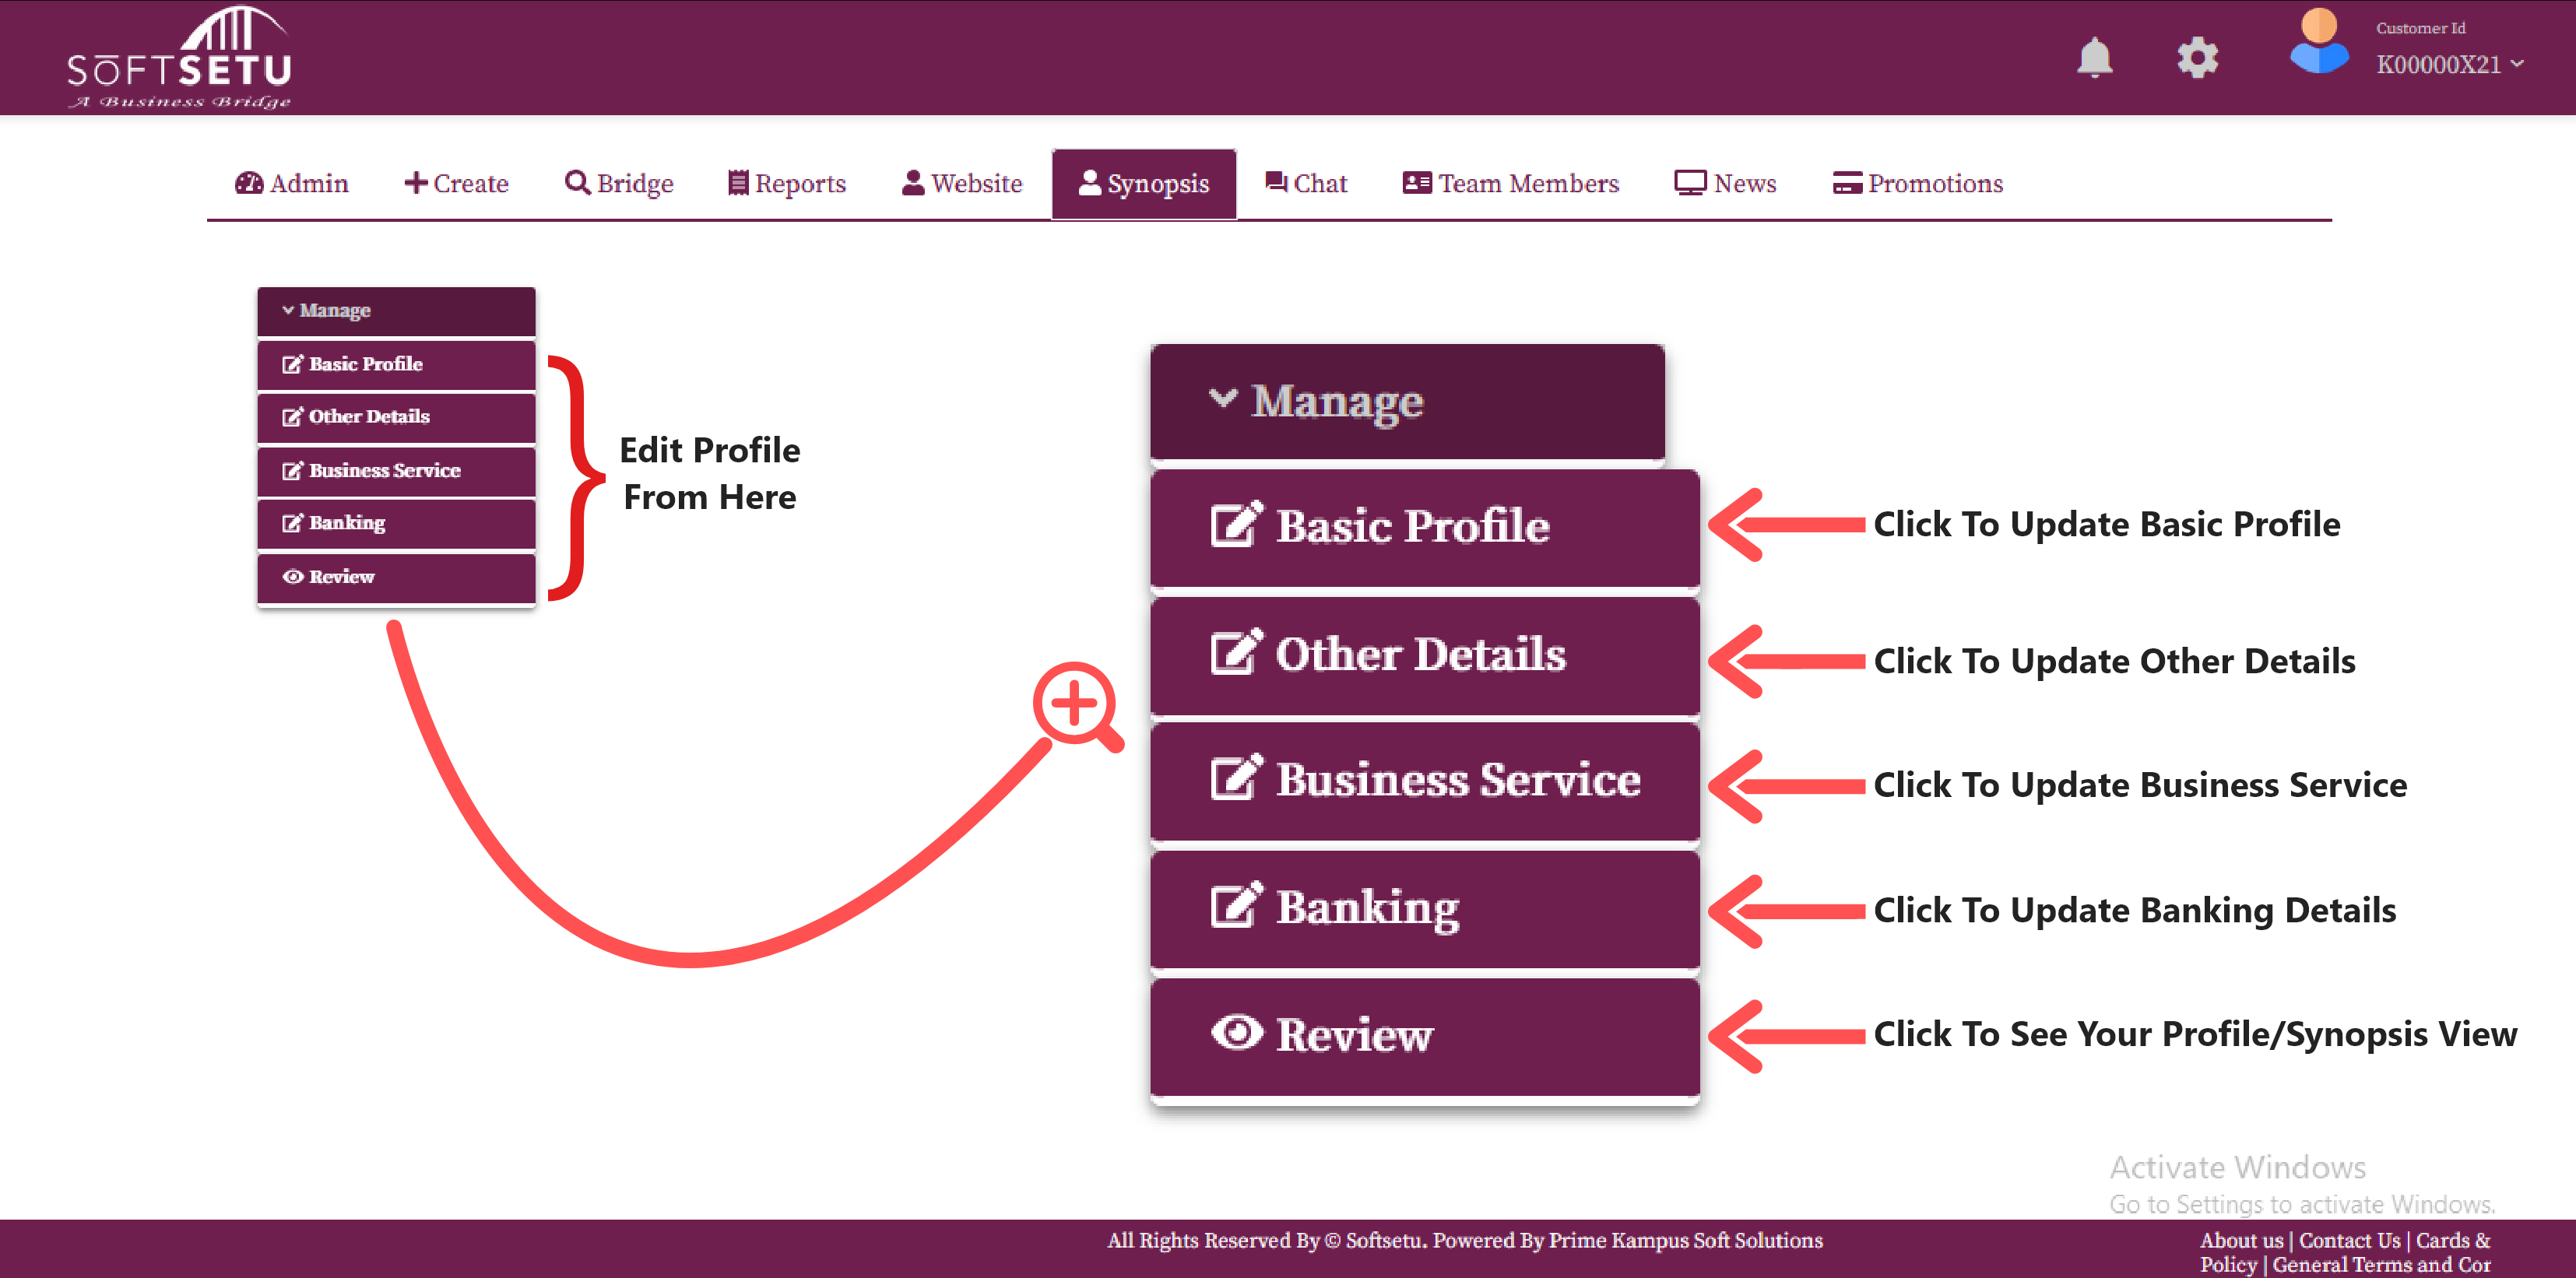 SŌFTSETU
A Business Bridge
Customer Id
K00000X21
Admin Create Bridge Reports Website Synopsis Chat Team Members News Promotions
Manage
Basic Profile
Other Details
Business Service
Banking
Review
Edit Profile
From Here
Manage
Basic Profile
Click To Update Basic Profile
Other Details
Click To Update Other Details
Business Service
Click To Update Business Service
Banking
Click To Update Banking Details
Review
Click To See Your Profile/Synopsis View
Activate Windows
Go to Settings to activate Windows.
All Rights Reserved By © Softsetu. Powered By Prime Kampus Soft Solutions
About us | Contact Us | Cards &
Policy | General Terms and Cor